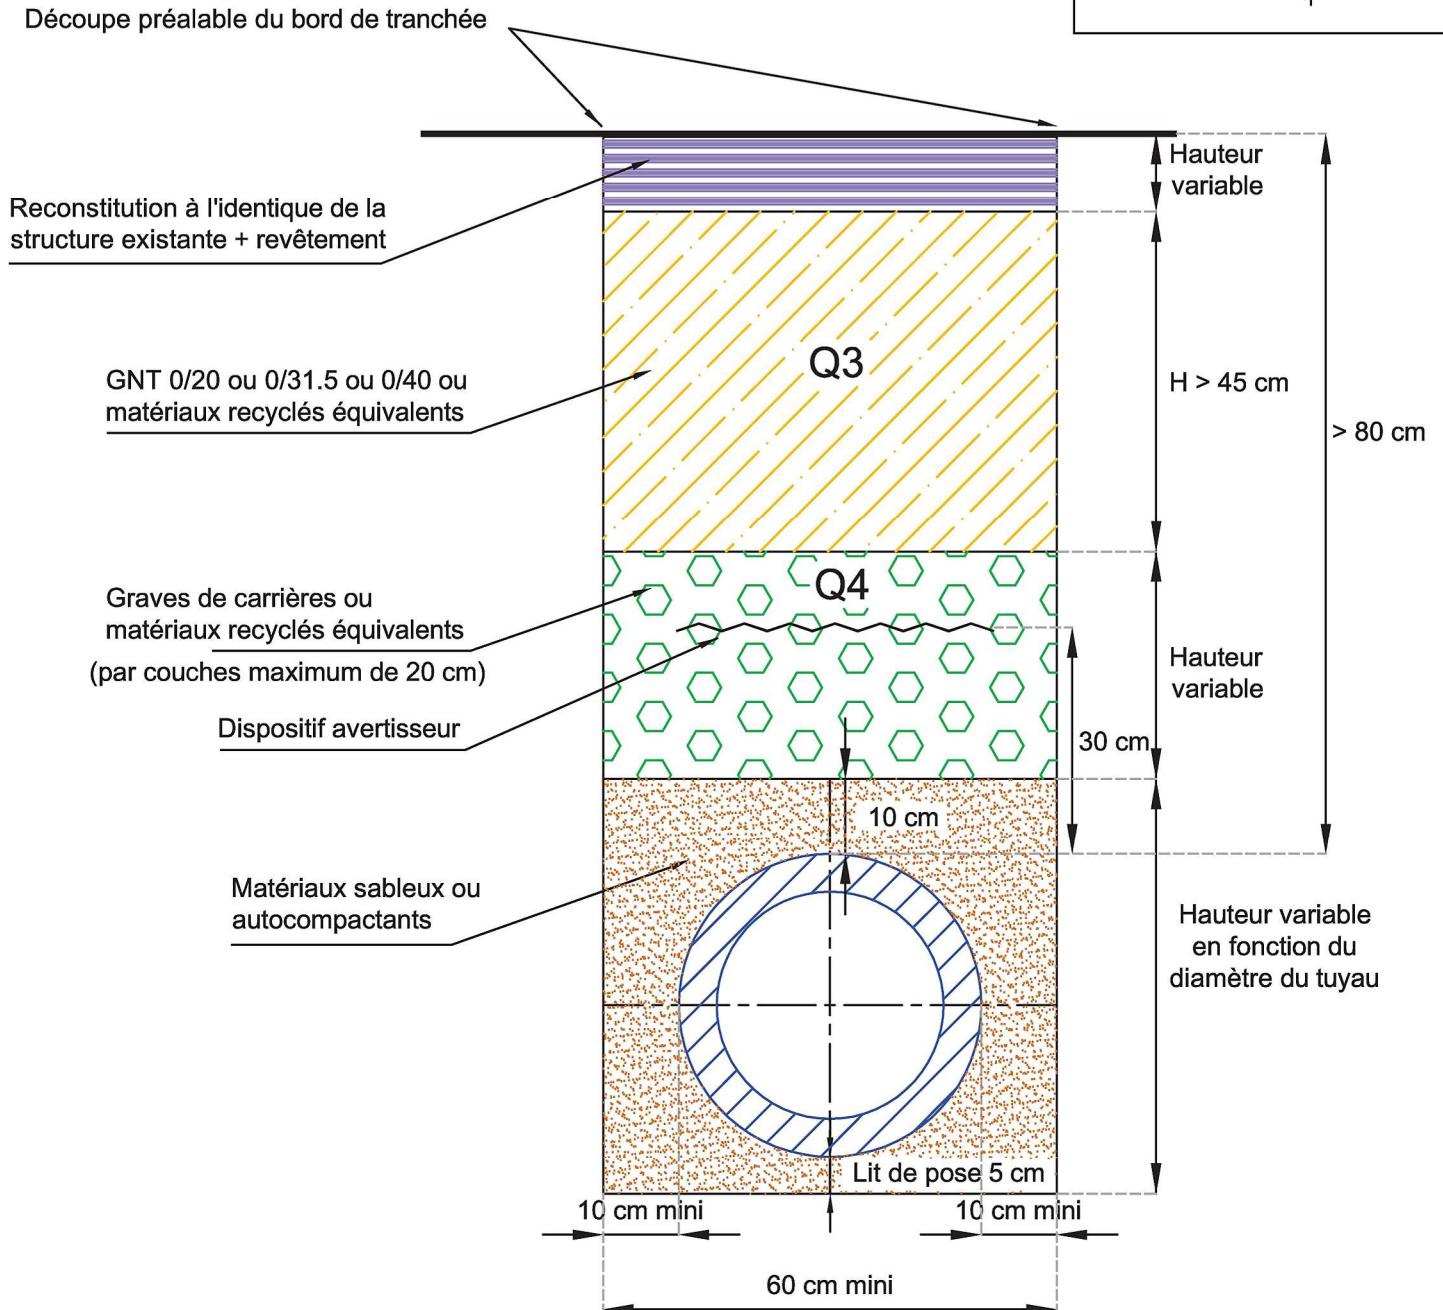 Découpe préalable du bord de tranchée
Hauteur
variable
Reconstitution à l'identique de la
structure existante + revêtement
Q3
GNT 0/20 ou 0/31.5 ou 0/40 ou
matériaux recyclés équivalents
H > 45 cm
> 80 cm
Q4
Graves de carrières ou
matériaux recyclés équivalents
(par couches maximum de 20 cm)
Hauteur
variable
Dispositif avertisseur
30 cm
10 cm
Matériaux sableux ou
autocompactants
Hauteur variable
en fonction du
diamètre du tuyau
Lit de pose 5 cm
10 cm mini
10 cm mini
60 cm mini